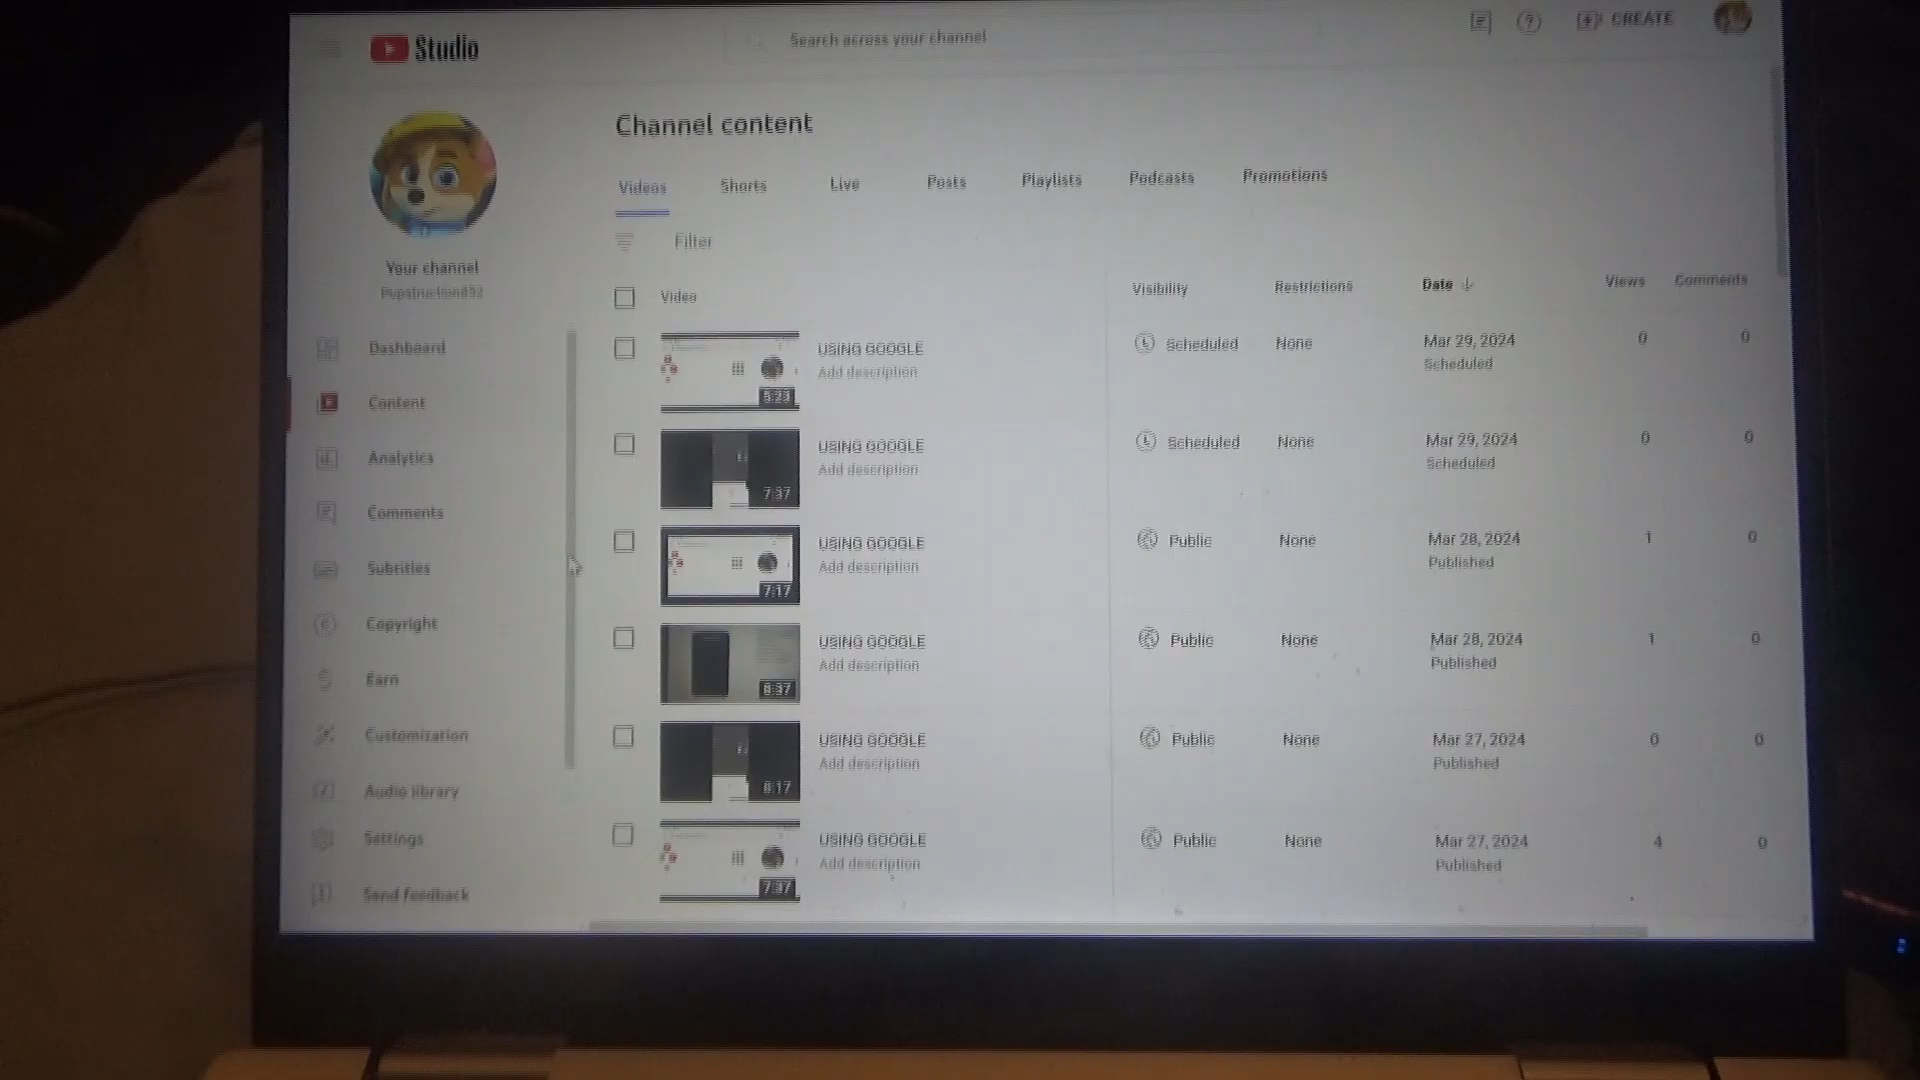 Studio
Search across your channel
CREATE
Channel content
Videos Shorts Live Posts Playlists Podcasts Promotions
Filter
Your channel
Dashboard
Content
Analytics
Comments
Subtitles
Copyright
Earn
Customization
Audio library
Settings
Send feedback
Video Visibility Restrictions Date Views Comments
USING GOOGLE Scheduled None Mar 29, 2024 0 0
Add description Scheduled
USING GOOGLE Scheduled None Mar 29, 2024 0 0
Add description Scheduled
7:37
USING GOOGLE Public None Mar 28, 2024 1 0
Add description Published
7:17
USING GOOGLE Public None Mar 28, 2024 1 0
Add description Published
USING GOOGLE Public None Mar 27, 2024 0 0
Add description Published
USING GOOGLE Public None Mar 27, 2024 4 0
Add description Published
7:37